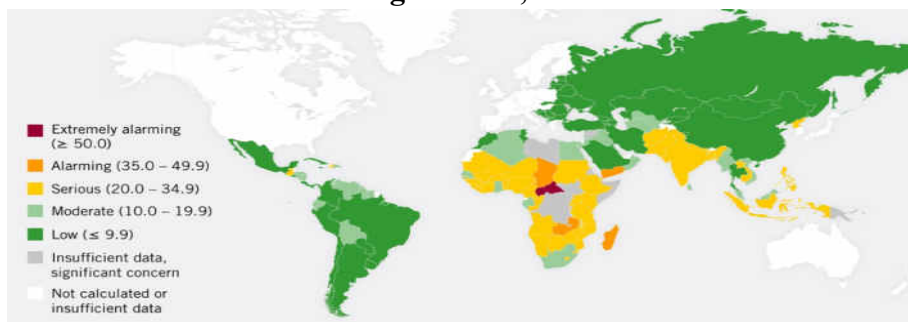 Extremely alarming
(≥ 50.0)
Alarming (35.0 – 49.9)
Serious (20.0 – 34.9)
Moderate (10.0 – 19.9)
Low (≤ 9.9)
Insufficient data,
significant concern
Not calculated or
insufficient data